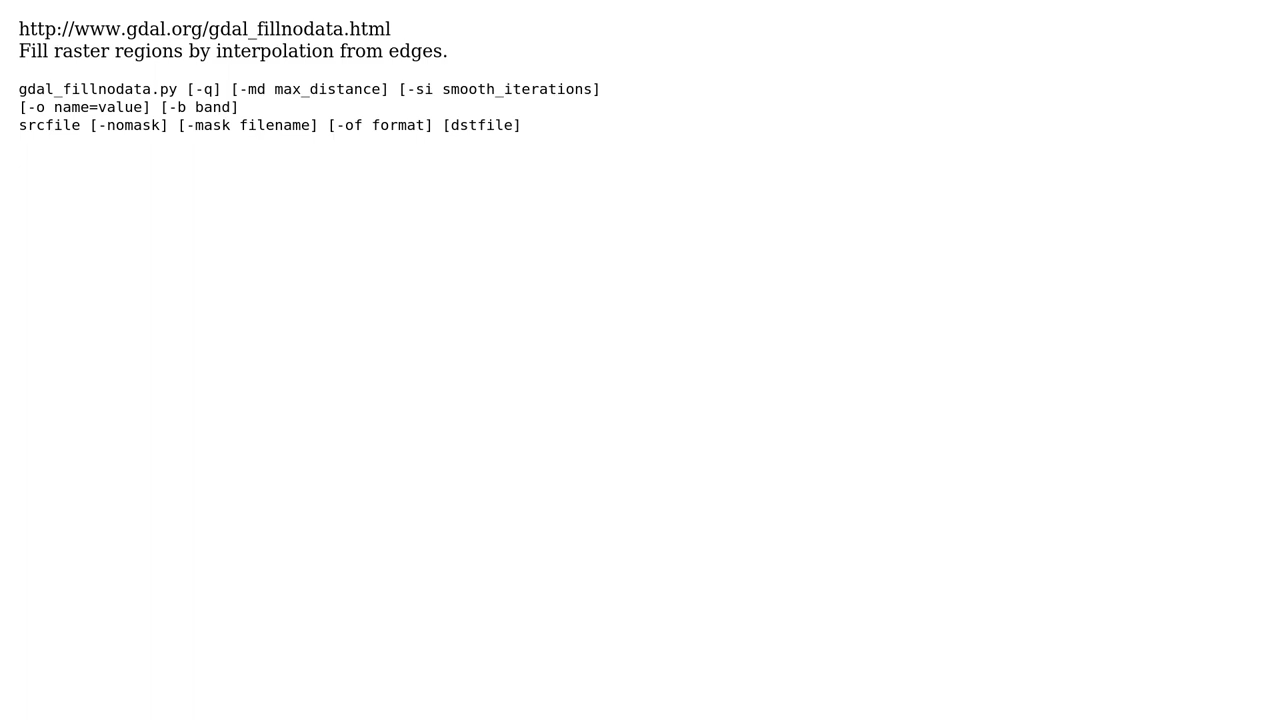 http://www.gdal.org/gdal_fillnodata.html
Fill raster regions by interpolation from edges.
gdal_fillnodata.py [-q] [-md max_distance] [-si smooth_iterations]
[-o name=value] [-b band]
srcfile [-nomask] [-mask filename] [-of format] [dstfile]